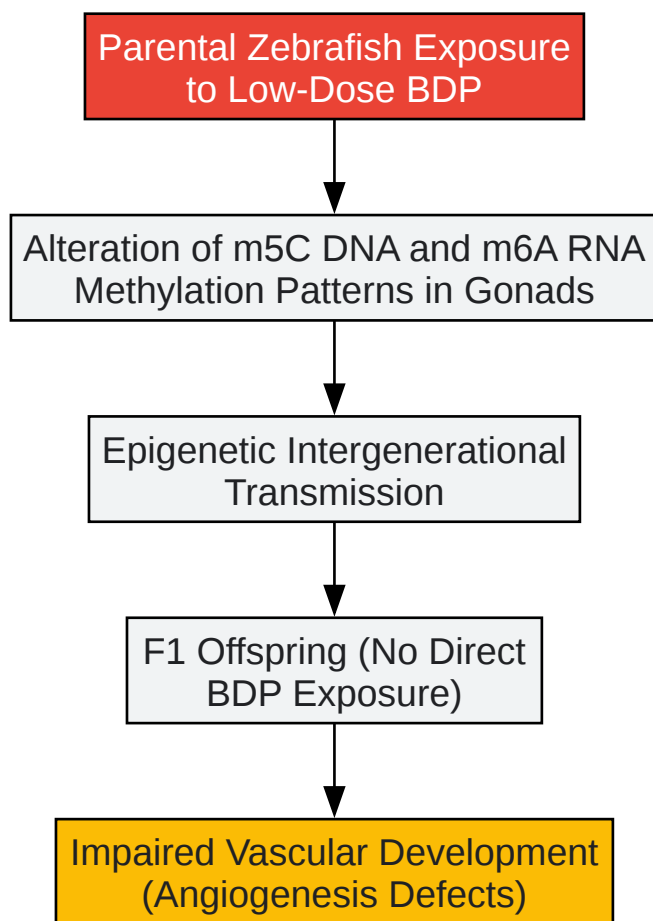 Parental Zebrafish Exposure
to Low-Dose BDP
Alteration of m5C DNA and m6A RNA
Methylation Patterns in Gonads
Epigenetic Intergenerational
Transmission
F1 Offspring (No Direct
BDP Exposure)
Impaired Vascular Development
(Angiogenesis Defects)